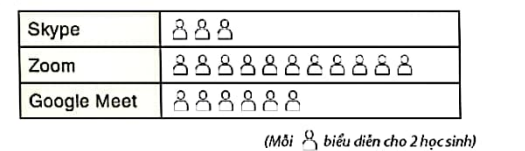 Skype
Zoom
Google Meet
(Mỗi biểu diễn cho 2 học sinh)